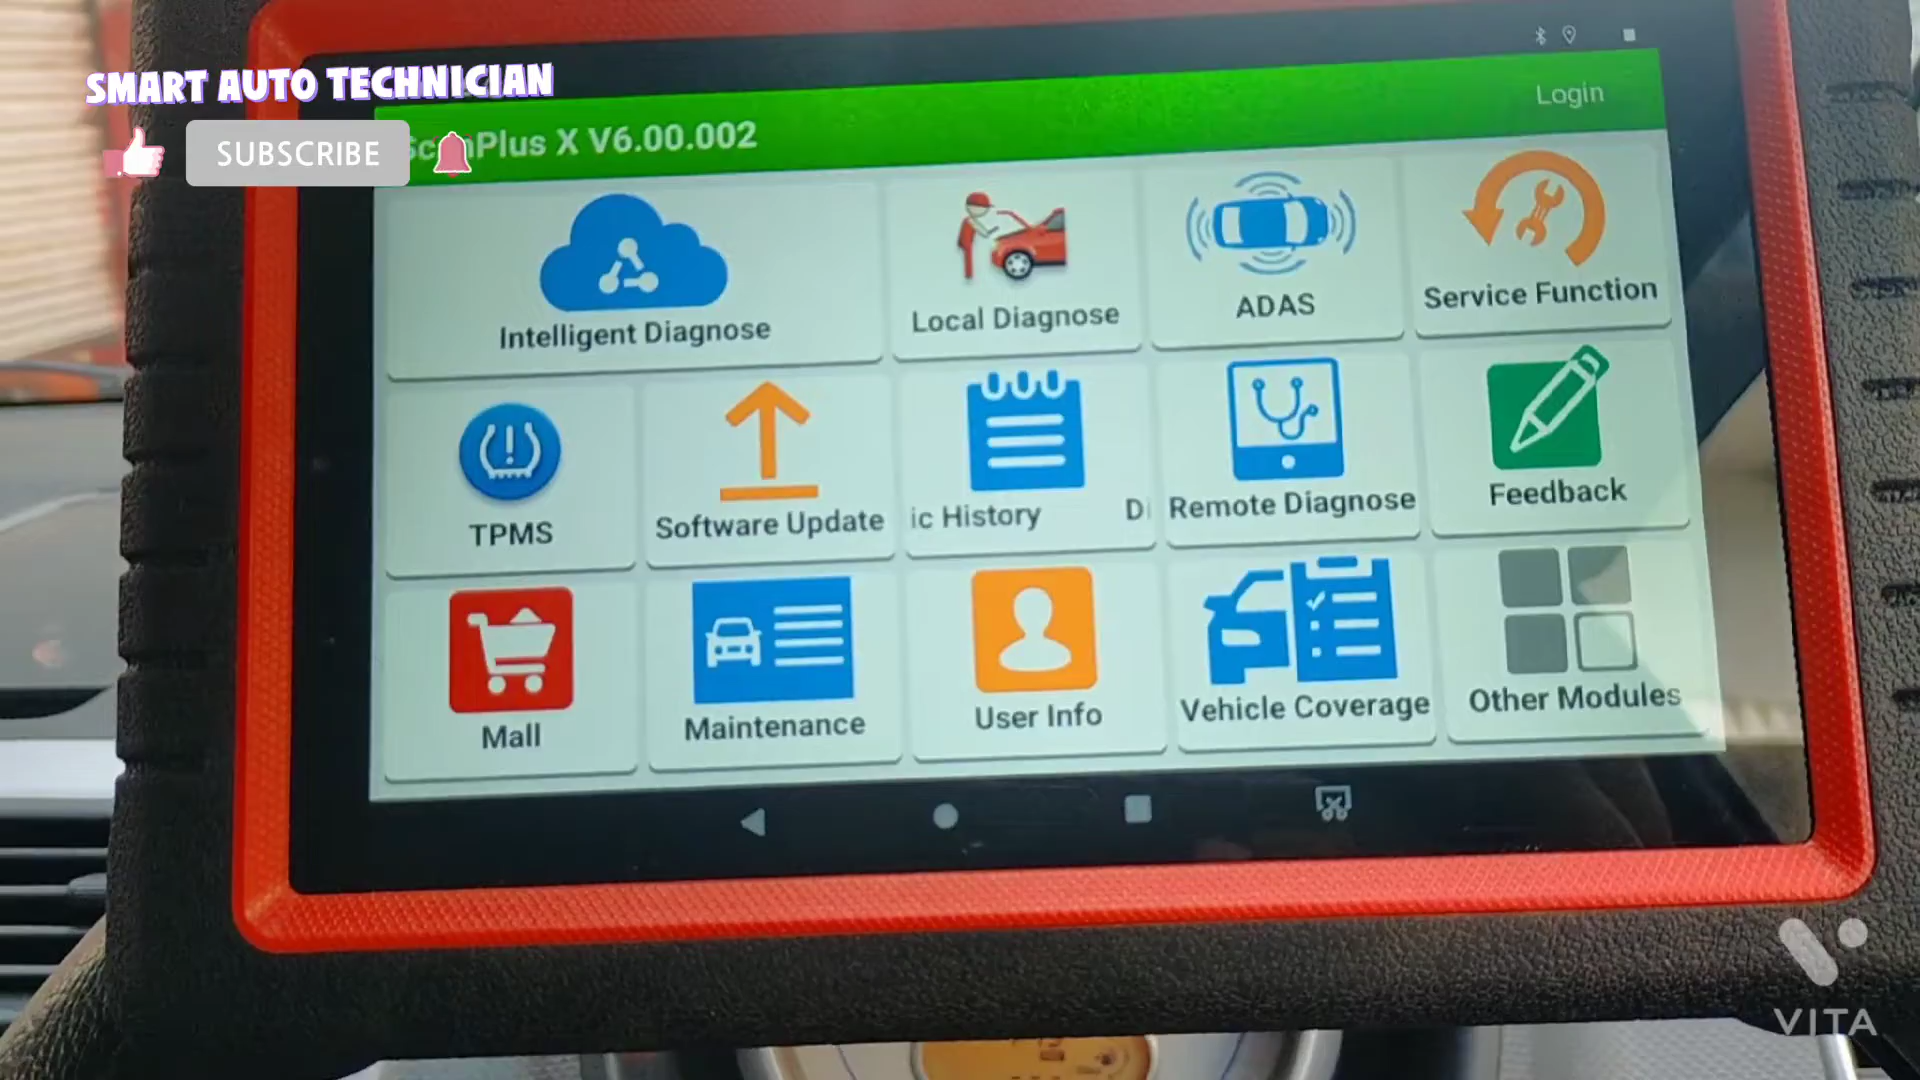 SMART AUTO TECHNICIAN
SUBSCRIBE
Login
Plus X V6.00.002
Intelligent Diagnose
Local Diagnose
ADAS
Service Function
TPMS
Software Update
ic History
Di
Remote Diagnose
Feedback
Mall
Maintenance
User Info
Vehicle Coverage
Other Modules
VITA